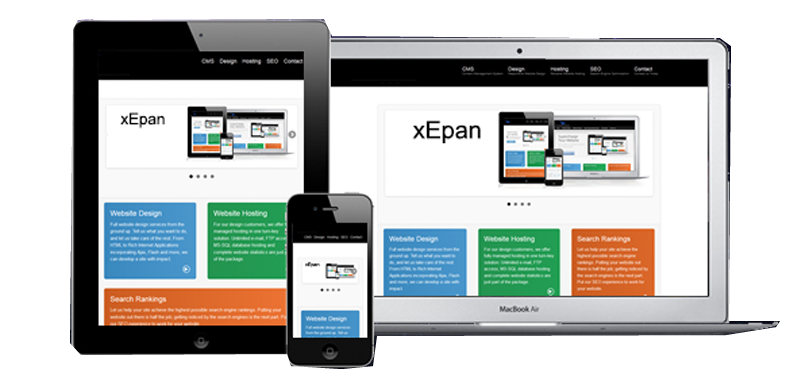 CMS Design Hosting SEO Contact
xEpan
Website Design
Full website design services from the
ground up. Tell us what you want to do,
and let us take care of the rest. From
HTML to Rich Internet Applications
incorporating Ajax, Flash and more, we
can develop a site with impact.
Website Hosting
For our design customers, we offer
fully managed hosting in one turn-key
solution. Unlimited e.mail, FTP
access, MS-SQL database hosting and
complete website statistics are just
part of the package
Search Rankings
Let us help your site achieve the highest possible search engine rankings. Putting your
website out there is half the job, getting noticed by the search engines is the next part. Put
our SEO experience to work for your website
CMS Design Hosting SEO Contact
xEpan
Website Design
Full website design services
from the ground up. Tell us
CMS Design Hosting SEO Contact
Content Management System
xEpan
Website Design
Full website design services from the
ground up. Tell us what you want to
do, and let us take care of the rest.
From HTML to Rich Internet
Applications incorporating Ajax, Flash
and more, we can develop a site with
impact.
Website Hosting
For our design customers, we offer
fully managed hosting in one turn-key
solution. Unlimited e.mail, FTP
access, MS-SQL database hosting and
complete website statistics are just
part of the package
Search Rankings
Let us help your site achieve the
highest possible search engine
rankings. Putting your website out
there is half the job, getting noticed by
the search engines is the next part.
Put our SEO experience to work for
your website
MacBook Air